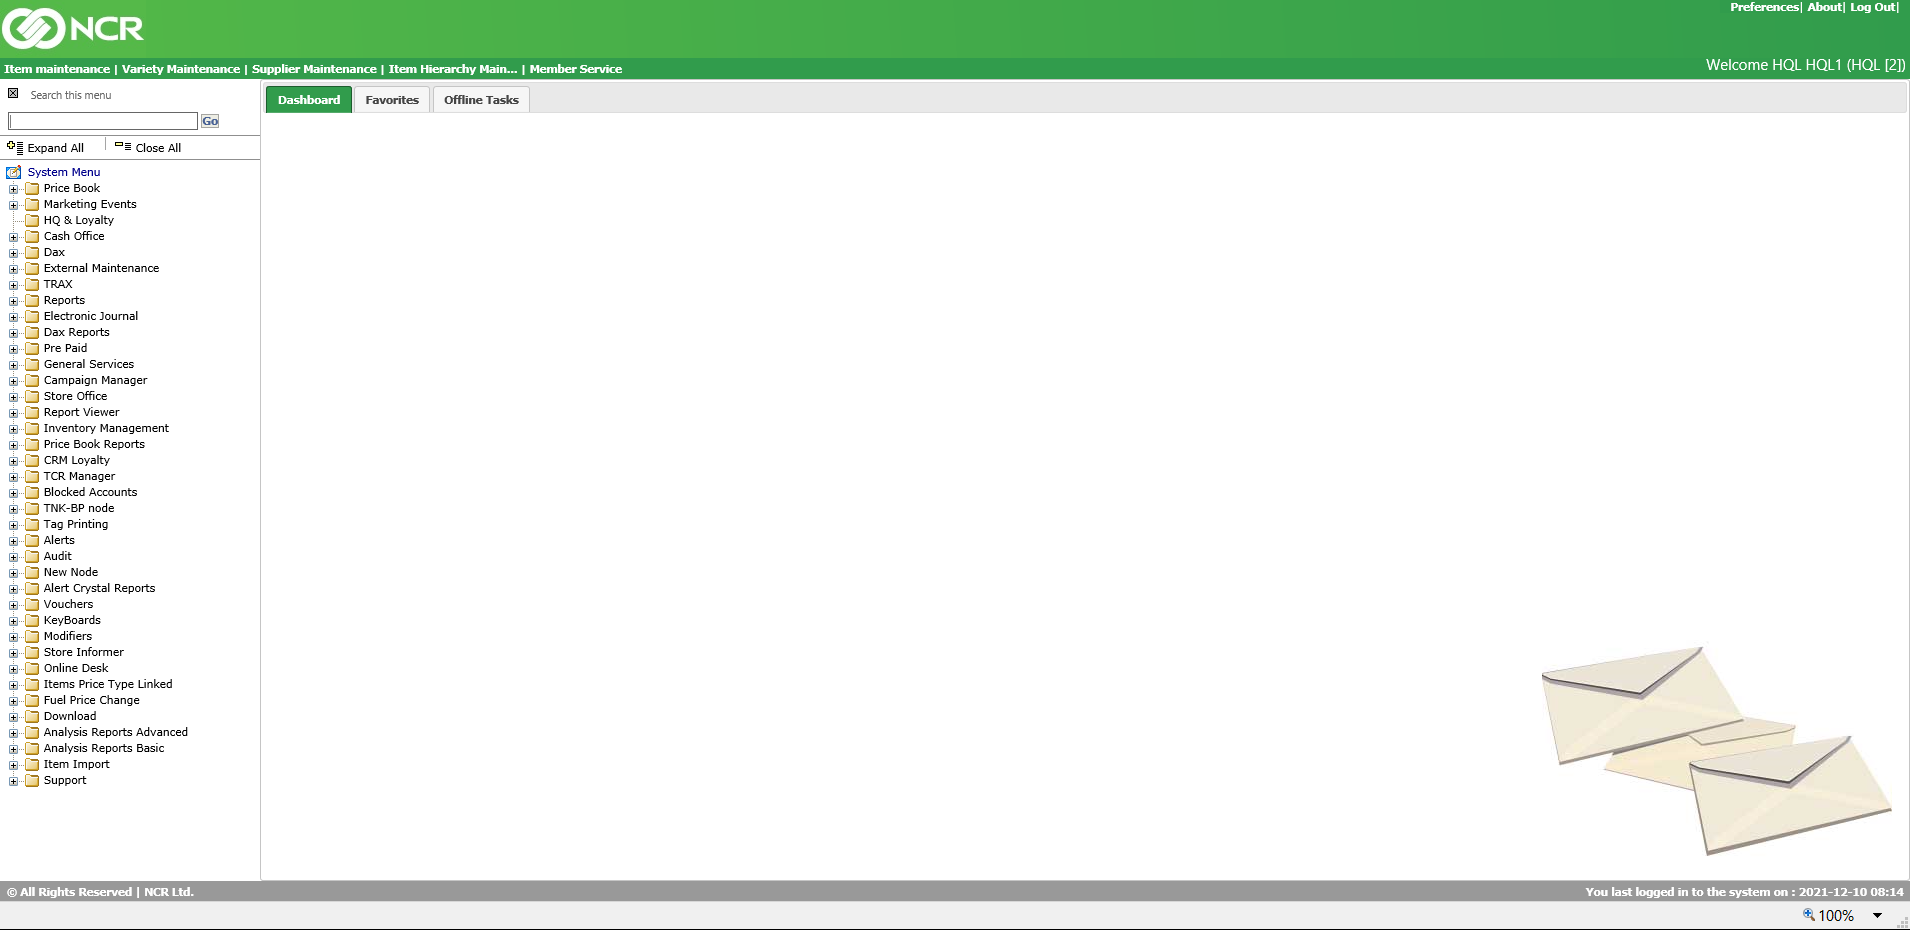 NCR
Preferences| About| Log Out|
Item maintenance | Variety Maintenance | Supplier Maintenance | Item Hierarchy Main... | Member Service
Welcome HQL HQL1 (HQL [2])
Search this menu
Go
Expand All
Close All
Dashboard
Favorites
Offline Tasks
System Menu
Price Book
Marketing Events
HQ & Loyalty
Cash Office
Dax
External Maintenance
TRAX
Reports
Electronic Journal
Dax Reports
Pre Paid
General Services
Campaign Manager
Store Office
Report Viewer
Inventory Management
Price Book Reports
CRM Loyalty
TCR Manager
Blocked Accounts
TNK-BP node
Tag Printing
Alerts
Audit
New Node
Alert Crystal Reports
Vouchers
KeyBoards
Modifiers
Store Informer
Online Desk
Items Price Type Linked
Fuel Price Change
Download
Analysis Reports Advanced
Analysis Reports Basic
Item Import
Support
© All Rights Reserved | NCR Ltd.
You last logged in to the system on : 2021-12-10 08:14
100%